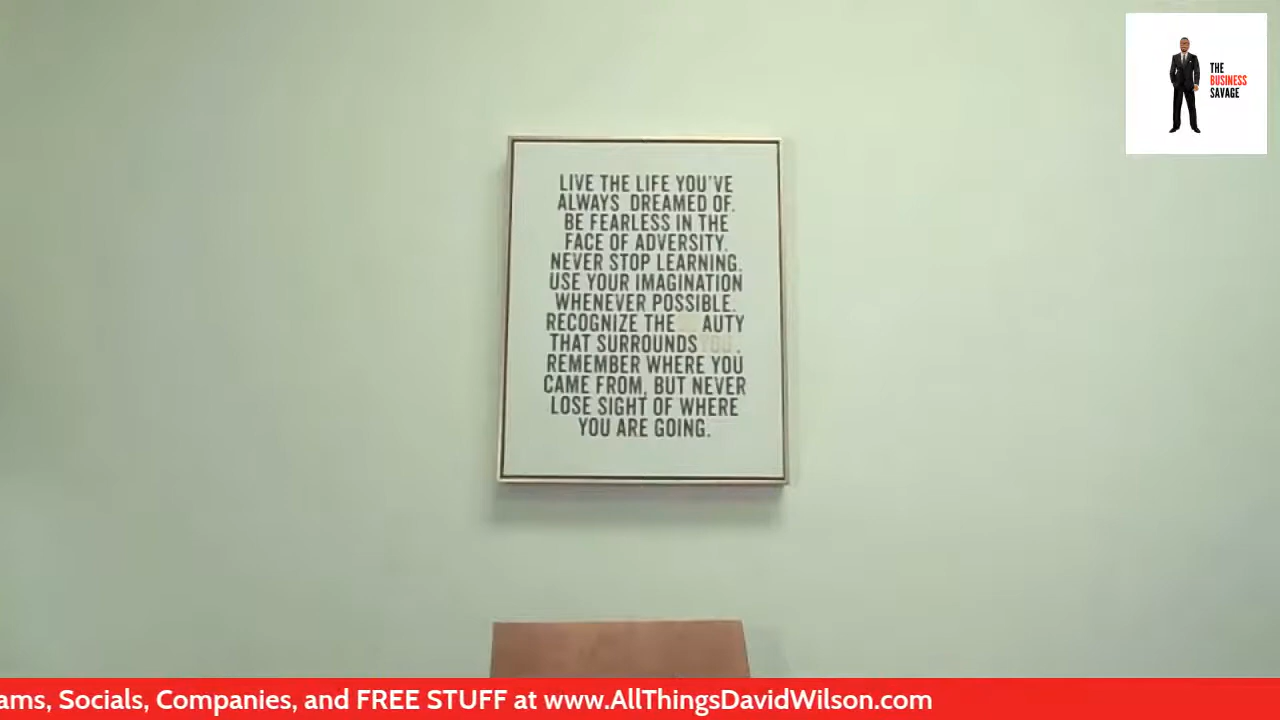 THE
BUSINESS
SAVAGE
LIVE THE LIFE YOU'VE
ALWAYS DREAMED OF.
BE FEARLESS IN THE
FACE OF ADVERSITY.
NEVER STOP LEARNING.
USE YOUR IMAGINATION
WHENEVER POSSIBLE.
RECOGNIZE THE AUTY
THAT SURROUNDS YOU.
REMEMBER WHERE YOU
CAME FROM, BUT NEVER
LOSE SIGHT OF WHERE
YOU ARE GOING.
ams, Socials, Companies, and FREE STUFF at www.AllThingsDavidWilson.com